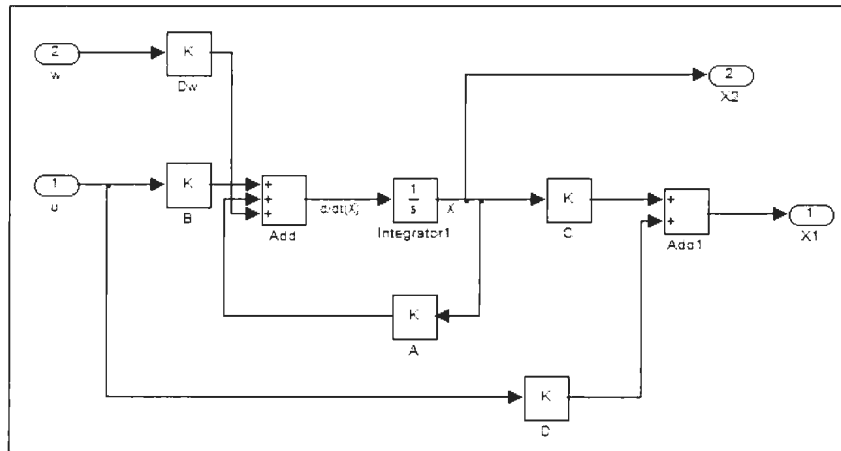 2
w
K
Dw
2
X2
1
u
K
B
+
+
+
Add
d/dt(X)
1
s
Integrator1
X
K
C
+
+
Add1
1
X1
K
A
K
D